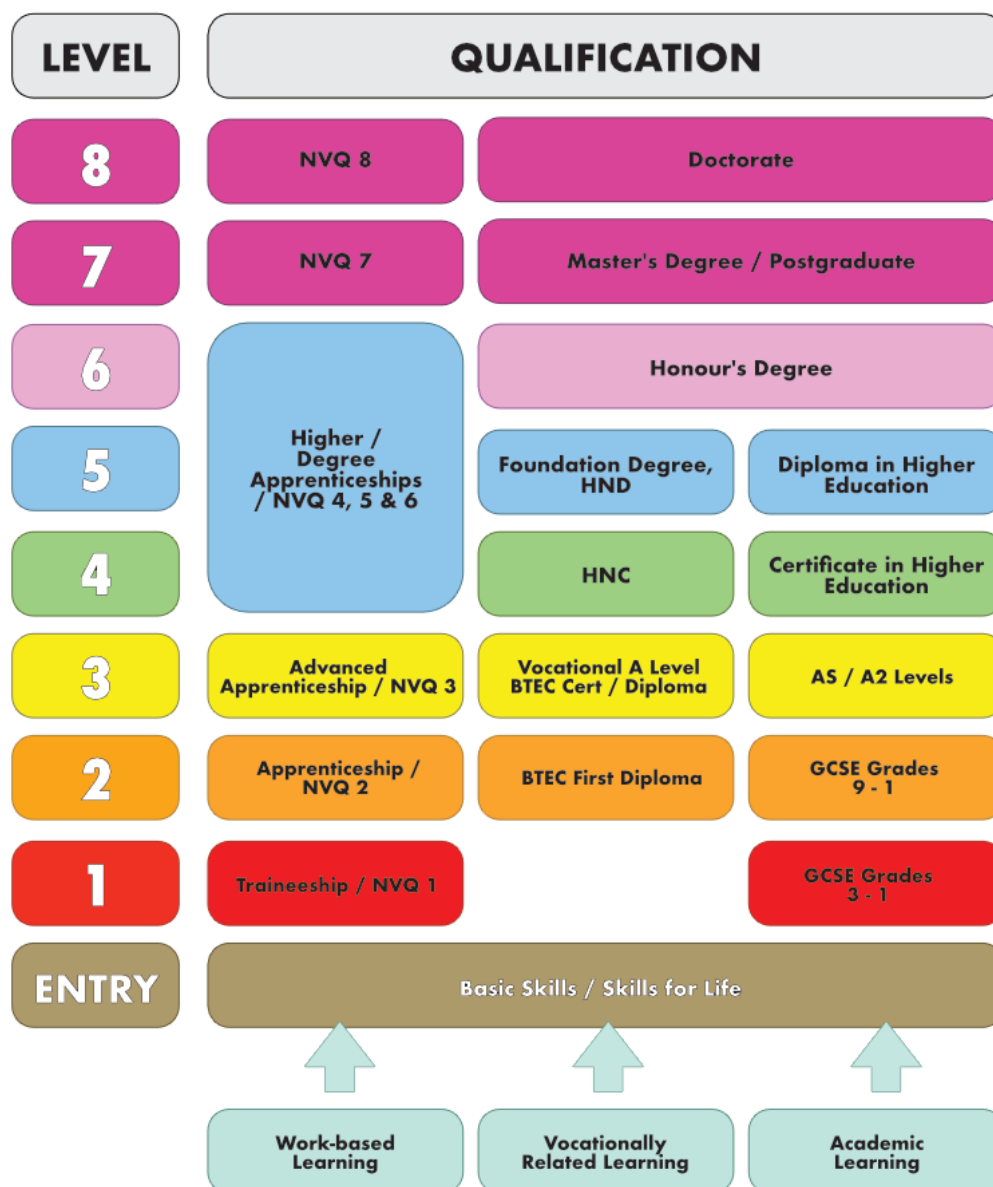 LEVEL
QUALIFICATION
8
NVQ 8
Doctorate
7
NVQ 7
Master's Degree / Postgraduate
6
Honour's Degree
Higher /
Degree
Apprenticeships
/ NVQ 4, 5 & 6
5
Foundation Degree,
HND
Diploma in Higher
Education
4
HNC
Certificate in Higher
Education
3
Advanced
Apprenticeship / NVQ 3
Vocational A Level
BTEC Cert / Diploma
AS / A2 Levels
2
Apprenticeship /
NVQ 2
BTEC First Diploma
GCSE Grades
9 - 1
1
Traineeship / NVQ 1
GCSE Grades
3 - 1
ENTRY
Basic Skills / Skills for Life
Work-based
Learning
Vocationally
Related Learning
Academic
Learning